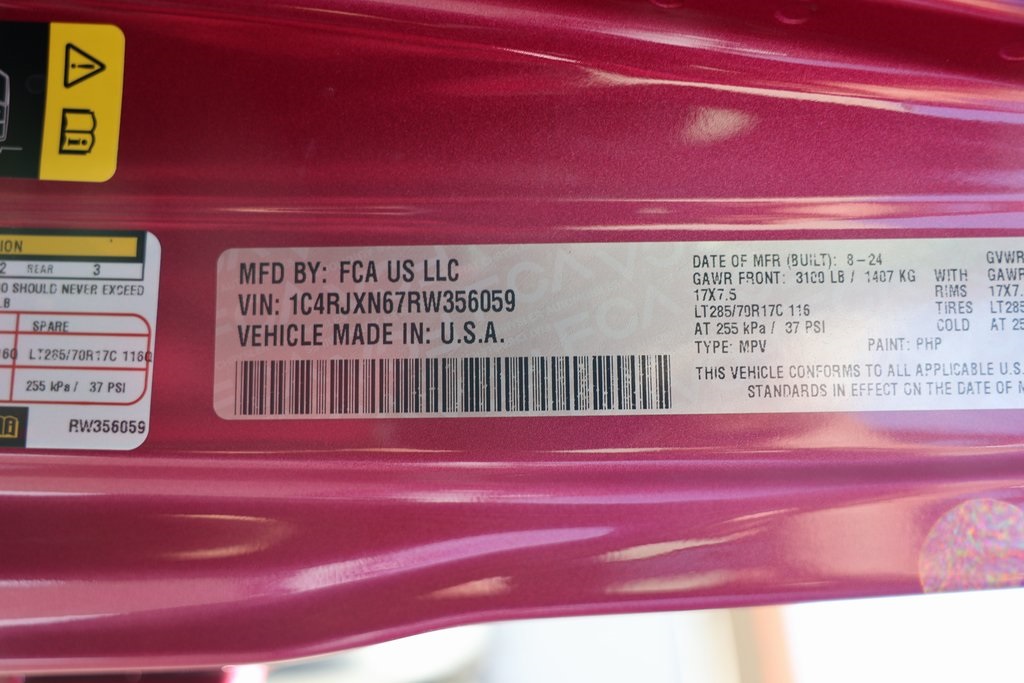 ION
2 REAR 3
O SHOULD NEVER EXCEED
LB
SPARE
LT285/70R17C 116Q
255 kPa / 37 PSI
RW356059
MFD BY: FCA US LLC
VIN: 1C4RJXN67RW356059
VEHICLE MADE IN: U.S.A.
DATE OF MFR (BUILT): 8-24 GVWR
GAWR FRONT: 3100 LB / 1407 KG WITH GAWR
17X7.5 RIMS 17X7.
LT285/70R17C 116 TIRES LT285
AT 255 kPa / 37 PSI COLD AT 25
TYPE: MPV PAINT: PHP
THIS VEHICLE CONFORMS TO ALL APPLICABLE U.S.
STANDARDS IN EFFECT ON THE DATE OF M